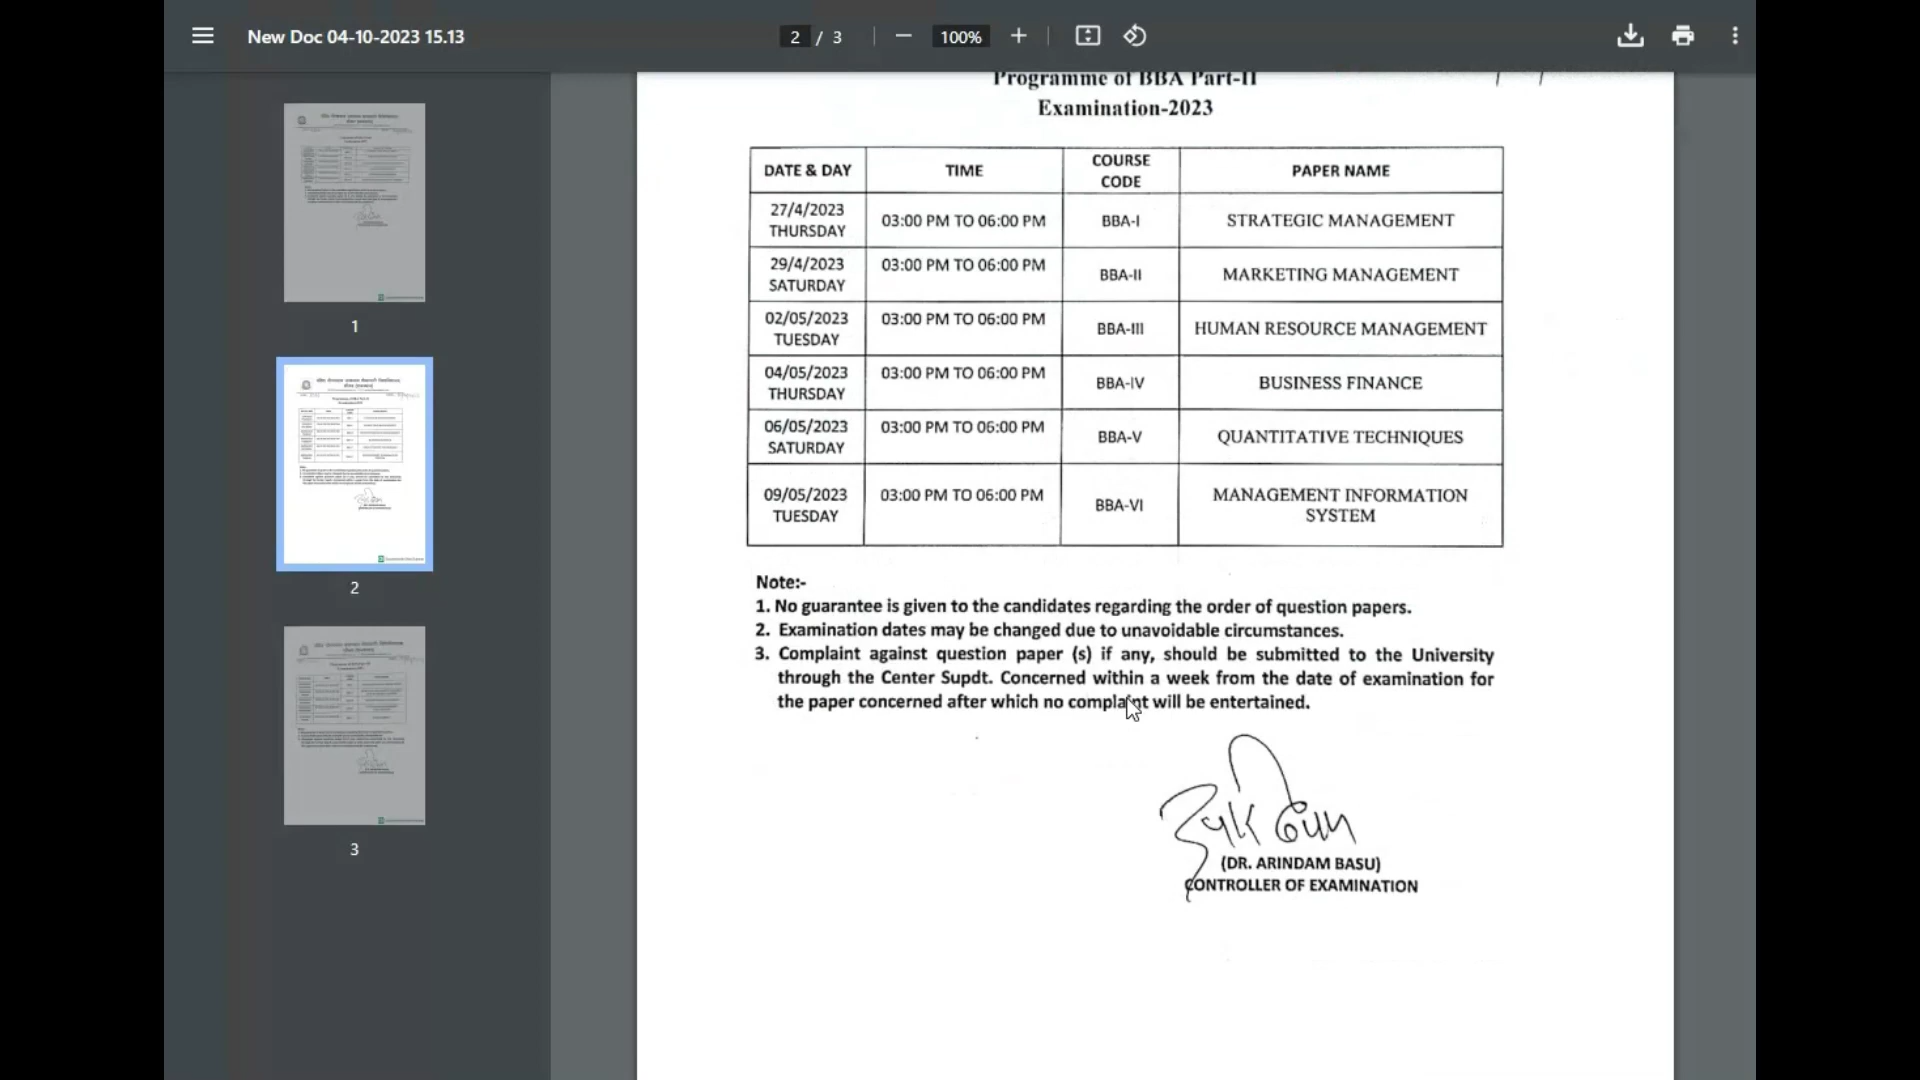 New Doc 04-10-2023 15.13
2 / 3
100%
1
2
3
Programme of BBA Part-II
Examination-2023
DATE & DAY TIME COURSE CODE PAPER NAME
27/4/2023 THURSDAY 03:00 PM TO 06:00 PM BBA-I STRATEGIC MANAGEMENT
29/4/2023 SATURDAY 03:00 PM TO 06:00 PM BBA-II MARKETING MANAGEMENT
02/05/2023 TUESDAY 03:00 PM TO 06:00 PM BBA-III HUMAN RESOURCE MANAGEMENT
04/05/2023 THURSDAY 03:00 PM TO 06:00 PM BBA-IV BUSINESS FINANCE
06/05/2023 SATURDAY 03:00 PM TO 06:00 PM BBA-V QUANTITATIVE TECHNIQUES
09/05/2023 TUESDAY 03:00 PM TO 06:00 PM BBA-VI MANAGEMENT INFORMATION SYSTEM
Note:-
1. No guarantee is given to the candidates regarding the order of question papers.
2. Examination dates may be changed due to unavoidable circumstances.
3. Complaint against question paper (s) if any, should be submitted to the University
through the Center Supdt. Concerned within a week from the date of examination for
the paper concerned after which no complaint will be entertained.
(DR. ARINDAM BASU)
CONTROLLER OF EXAMINATION